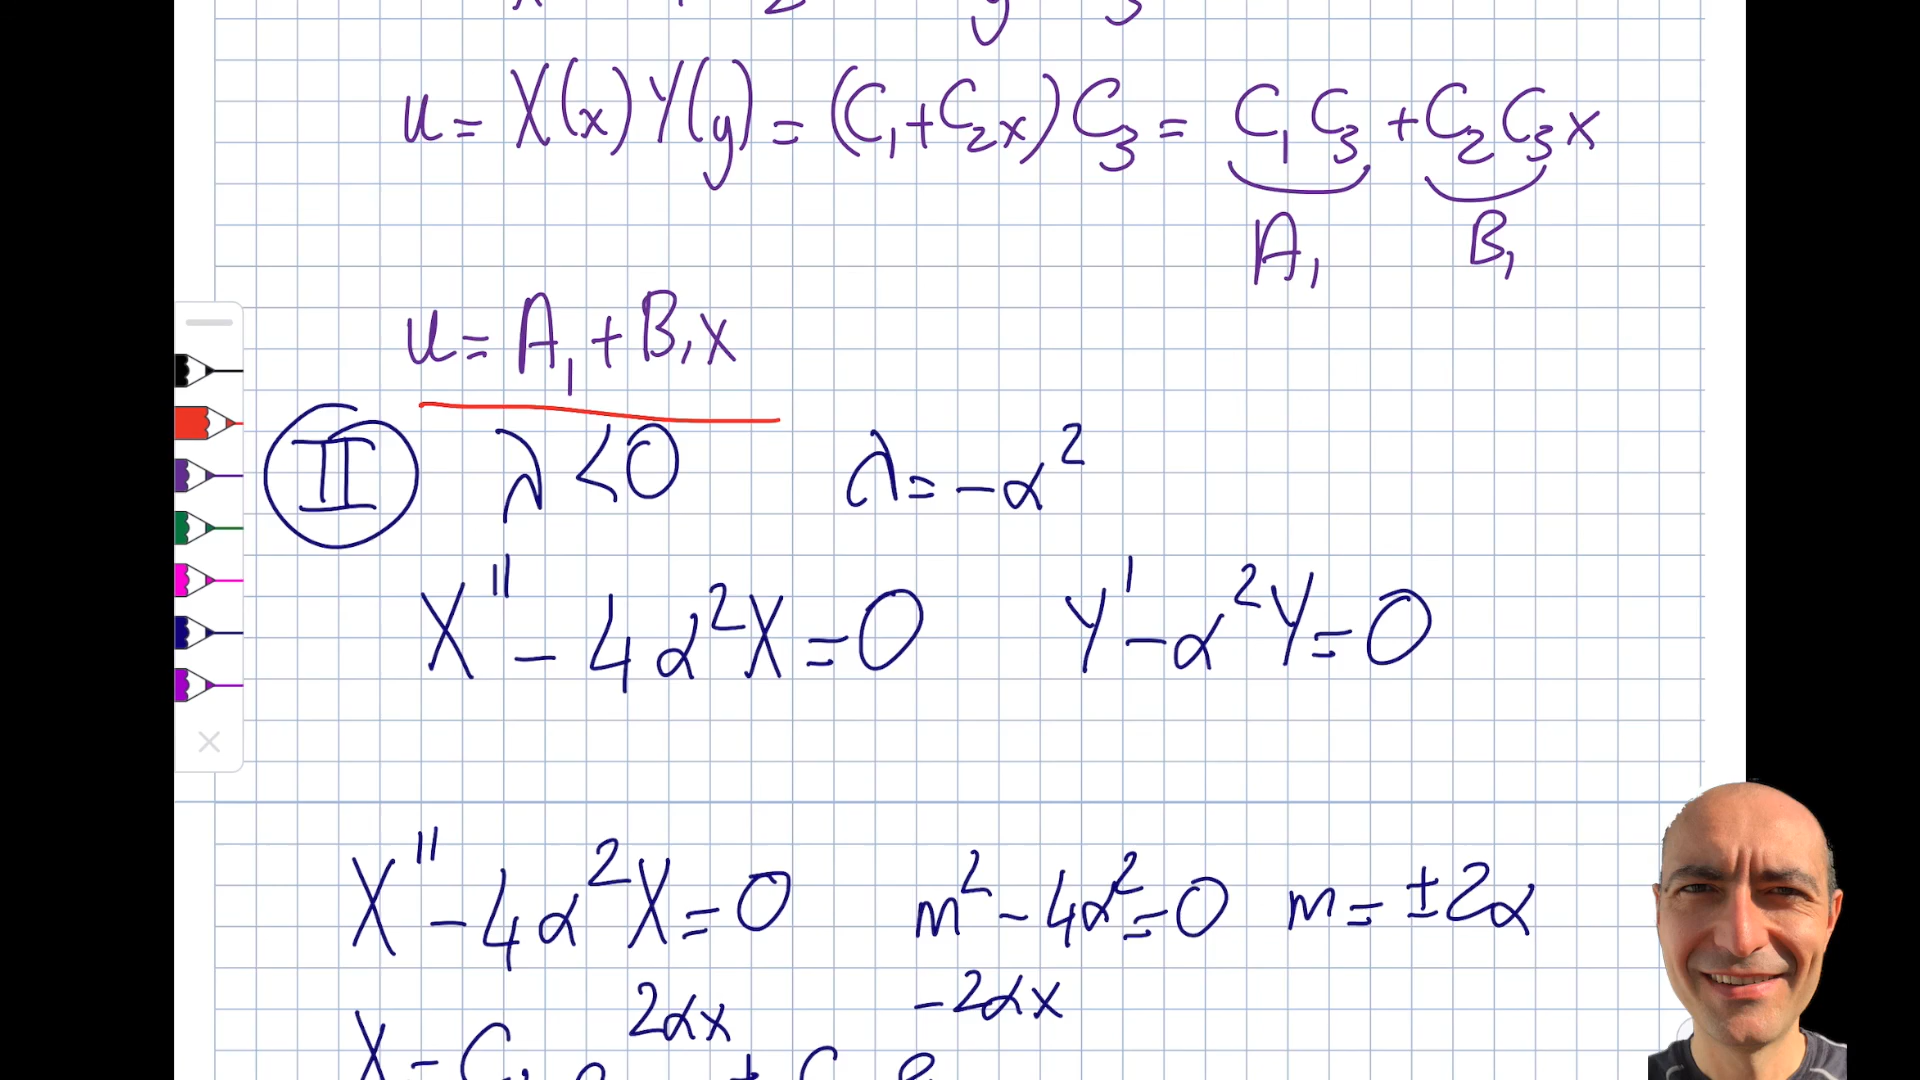 u = X(x)Y(y) = (C₁+C₂x)C₃ = C₁C₃ + C₂C₃x
A₁ B₁
u = A₁ + B₁x
II λ < 0 λ = -α²
X'' - 4α²X = 0 Y' - α²Y = 0
X'' - 4α²X = 0 m² - 4α² = 0 m = ±2α
2αx -2αx